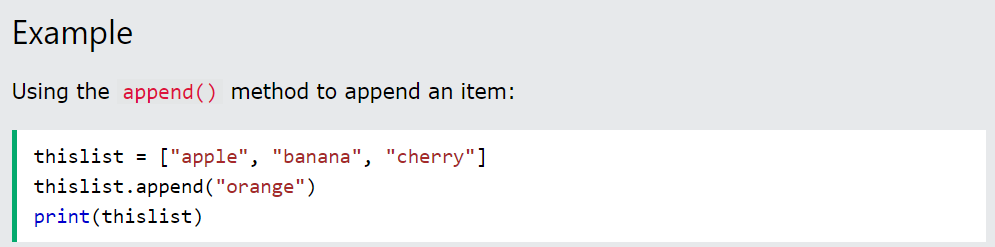 Example
Using the append() method to append an item:
thislist = ["apple", "banana", "cherry"]
thislist.append("orange")
print(thislist)